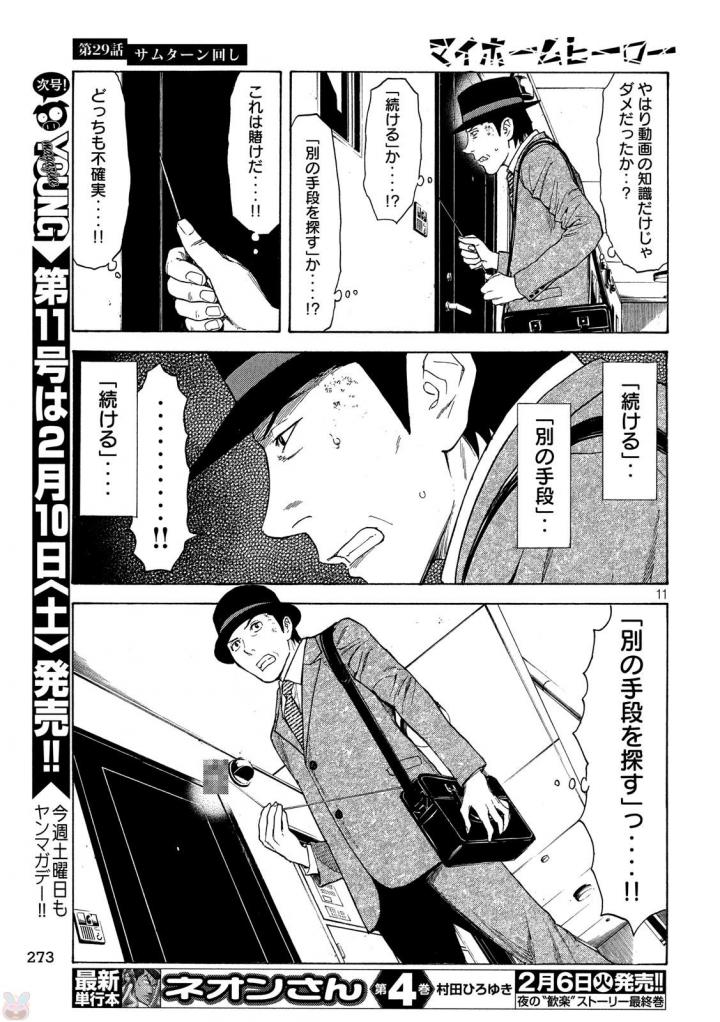 第29話 サムターン回し
マイホームヒーロー
やはり動画の知識だけじゃ
ダメだったか‥?
「続ける」か‥‥!?
「別の手段を探す」か‥‥!?
これは賭けだ‥‥!!
どっちも不確実
‥‥!!
「続ける」‥
「別の手段」‥
‥‥‥‥‥‥!!
「続ける」‥‥
11
「別の手段を探す」っ‥‥!!
次号!
YOUNG
第11号は2月10日〈土〉発売!!
今週土曜日も
ヤンマガデー!!
273
最新
単行本
ネオンさん
第4巻
村田ひろゆき
2月6日火発売!!
夜の"歓楽"ストーリー最終巻